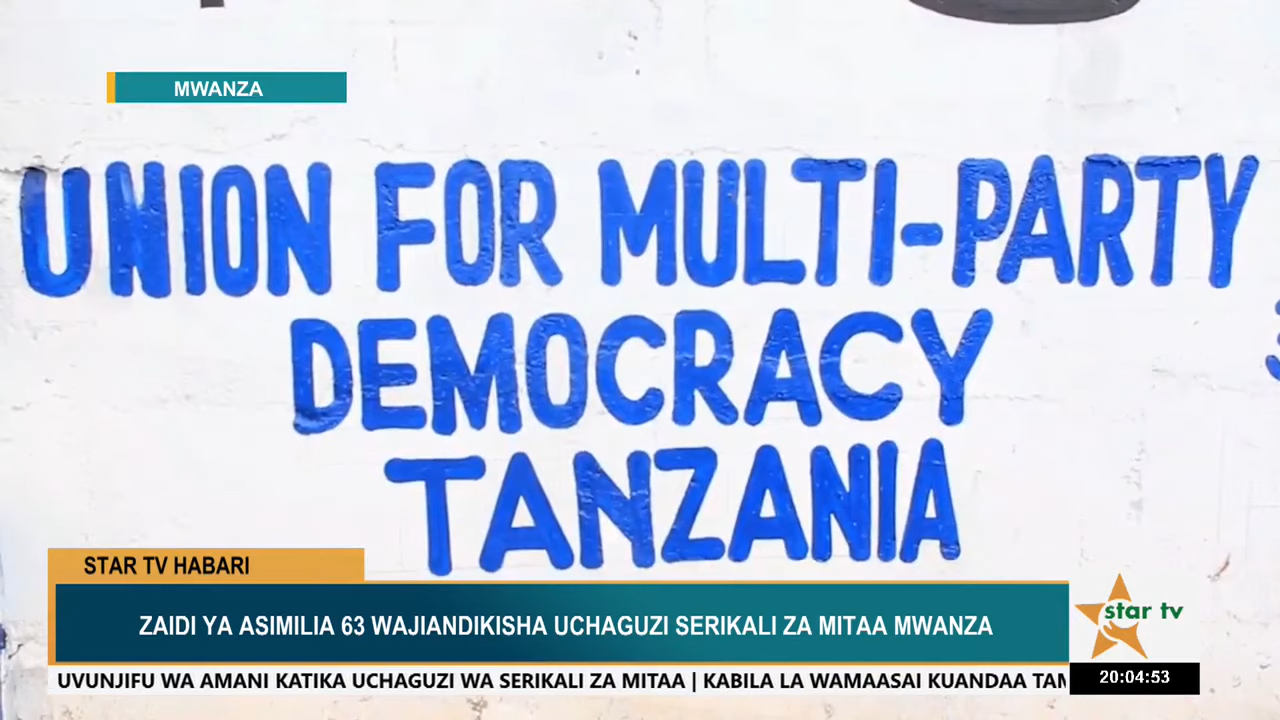 MWANZA
UNION FOR MULTI-PARTY
DEMOCRACY
TANZANIA
STAR TV HABARI
ZAIDI YA ASIMILIA 63 WAJIANDIKISHA UCHAGUZI SERIKALI ZA MITAA MWANZA
star tv
UVUNJIFU WA AMANI KATIKA UCHAGUZI WA SERIKALI ZA MITAA | KABILA LA WAMAASAI KUANDAA
20:04:53